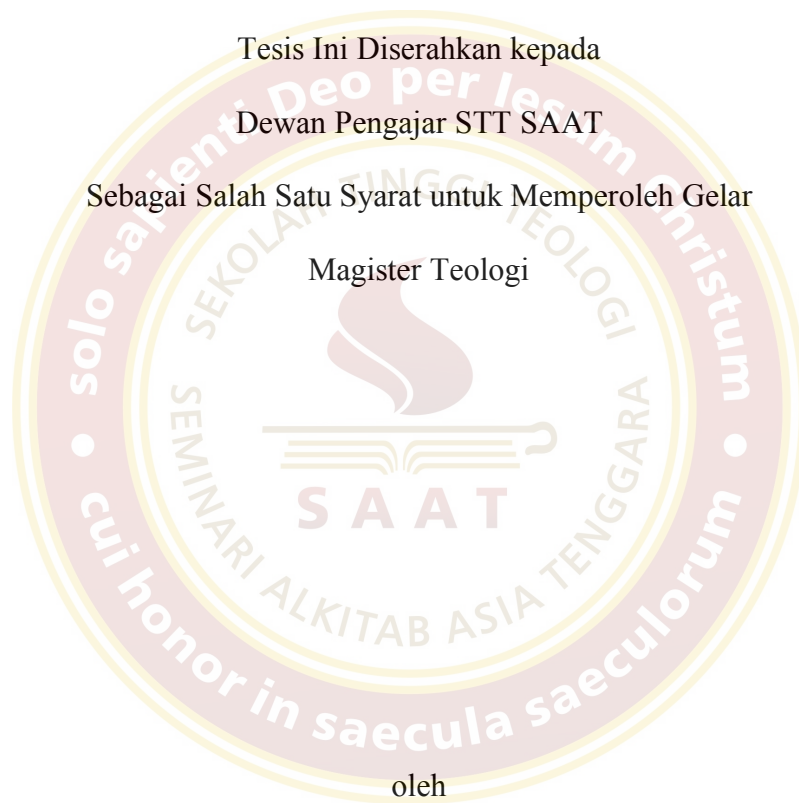 Tesis Ini Diserahkan kepada
Dewan Pengajar STT SAAT
Sebagai Salah Satu Syarat untuk Memperoleh Gelar
Magister Teologi
solo sapienti Deo per Iesum Christum
SEKOLAH TINGGI TEOLOGI
SAAT
SEMINARI ALKITAB ASIA TENGGARA
cui honor in saecula saeculorum
oleh